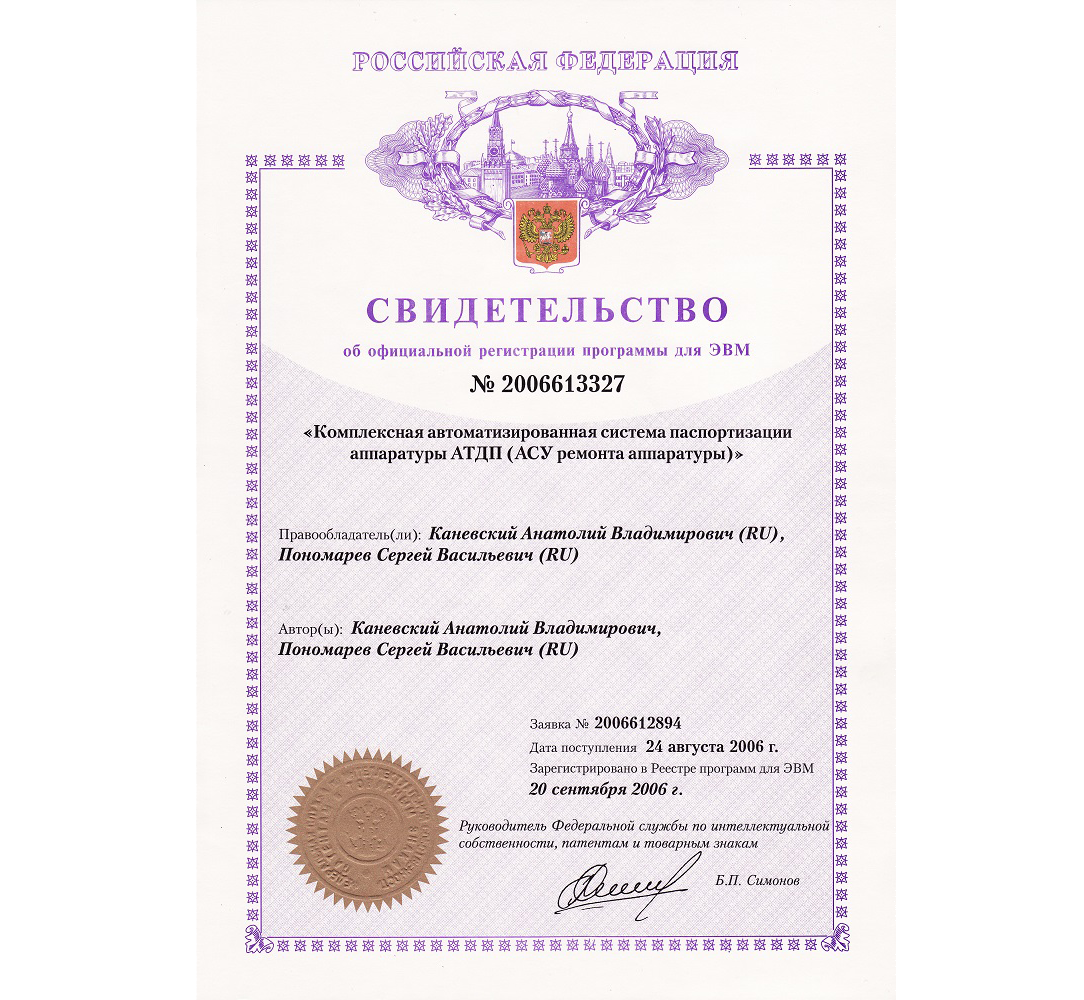 РОССИЙСКАЯ ФЕДЕРАЦИЯ
СВИДЕТЕЛЬСТВО
об официальной регистрации программы для ЭВМ
№ 2006613327
«Комплексная автоматизированная система паспортизации
аппаратуры АТДП (АСУ ремонта аппаратуры)»
Правообладатель(ли): Каневский Анатолий Владимирович (RU),
Пономарев Сергей Васильевич (RU)
Автор(ы): Каневский Анатолий Владимирович,
Пономарев Сергей Васильевич (RU)
Заявка № 2006612894
Дата поступления 24 августа 2006 г.
Зарегистрировано в Реестре программ для ЭВМ
20 сентября 2006 г.
Руководитель Федеральной службы по интеллектуальной
собственности, патентам и товарным знакам
Б.П. Симонов